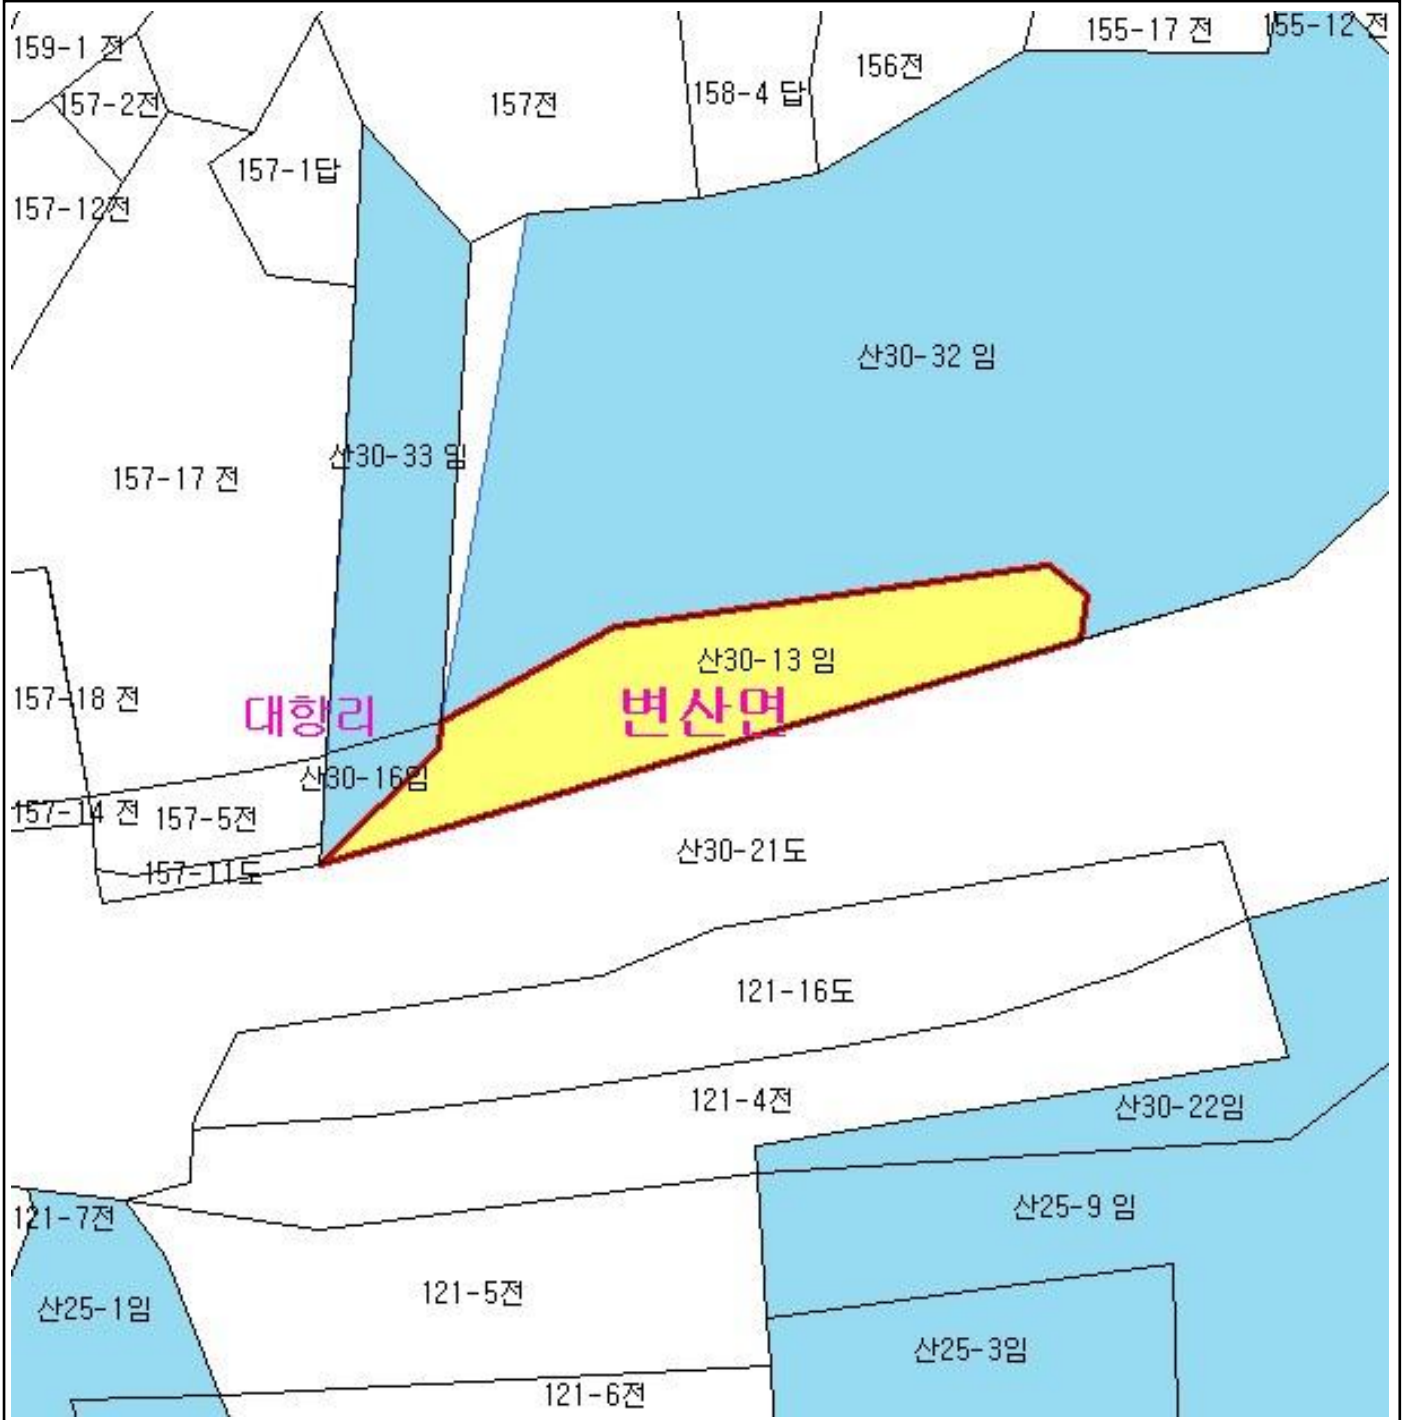 159-1 전
155-17 전
155-12 전
157-2전
157전
158-4 답
156전
157-1답
157-12전
산30-32 임
산30-33 임
157-17 전
산30-13 임
157-18 전
대항리
변산면
산30-16임
157-14 전
157-5전
산30-21도
157-11도
121-16도
121-4전
산30-22임
121-7전
산25-9 임
121-5전
산25-1임
산25-3임
121-6전